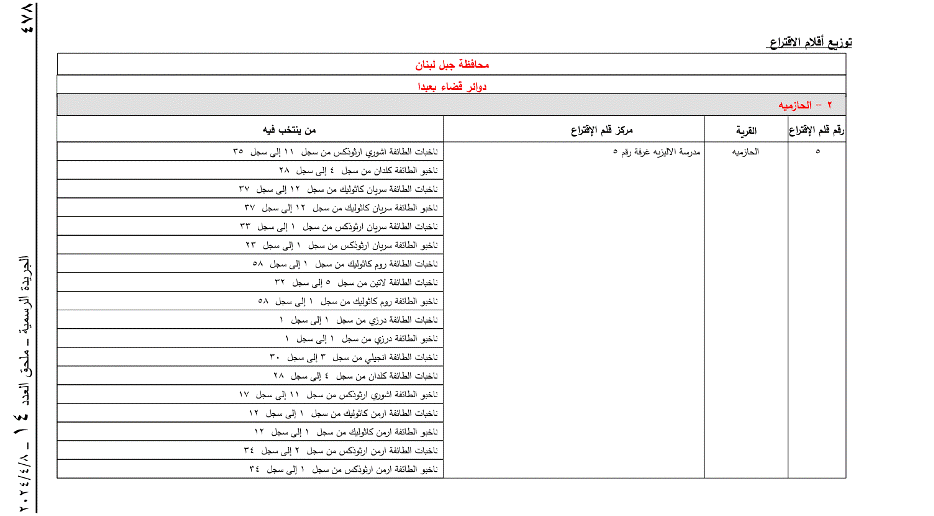 ٤٧٨
الجريدة الرسمية – ملحق العدد ١٤ – ٢٠٢٤/٤/٨
توزيع أقلام الاقتراع
محافظة جبل لبنان
دوائر قضاء بعبدا
٢ - الحازميه
رقم قلم الإقتراع القرية مركز قلم الإقتراع من ينتخب فيه
٥ الحازميه مدرسة الاليزيه غرفة رقم ٥ ناخبات الطائفة اشوري ارثوذكس من سجل ١١ إلى سجل ٣٥
ناخبو الطائفة كلدان من سجل ٤ إلى سجل ٢٨
ناخبات الطائفة سريان كاثوليك من سجل ١٢ إلى سجل ٣٧
ناخبو الطائفة سريان كاثوليك من سجل ١٢ إلى سجل ٣٧
ناخبات الطائفة سريان ارثوذكس من سجل ١ إلى سجل ٣٣
ناخبو الطائفة سريان ارثوذكس من سجل ١ إلى سجل ٢٣
ناخبات الطائفة روم كاثوليك من سجل ١ إلى سجل ٥٨
ناخبات الطائفة لاتين من سجل ٥ إلى سجل ٣٢
ناخبو الطائفة روم كاثوليك من سجل ١ إلى سجل ٥٨
ناخبات الطائفة درزي من سجل ١ إلى سجل ١
ناخبو الطائفة درزي من سجل ١ إلى سجل ١
ناخبات الطائفة انجيلي من سجل ٣ إلى سجل ٣٠
ناخبات الطائفة كلدان من سجل ٤ إلى سجل ٢٨
ناخبو الطائفة اشوري ارثوذكس من سجل ١١ إلى سجل ١٧
ناخبات الطائفة ارمن كاثوليك من سجل ١ إلى سجل ١٢
ناخبو الطائفة ارمن كاثوليك من سجل ١ إلى سجل ١٢
ناخبات الطائفة ارمن ارثوذكس من سجل ٢ إلى سجل ٣٤
ناخبو الطائفة ارمن ارثوذكس من سجل ١ إلى سجل ٣٤